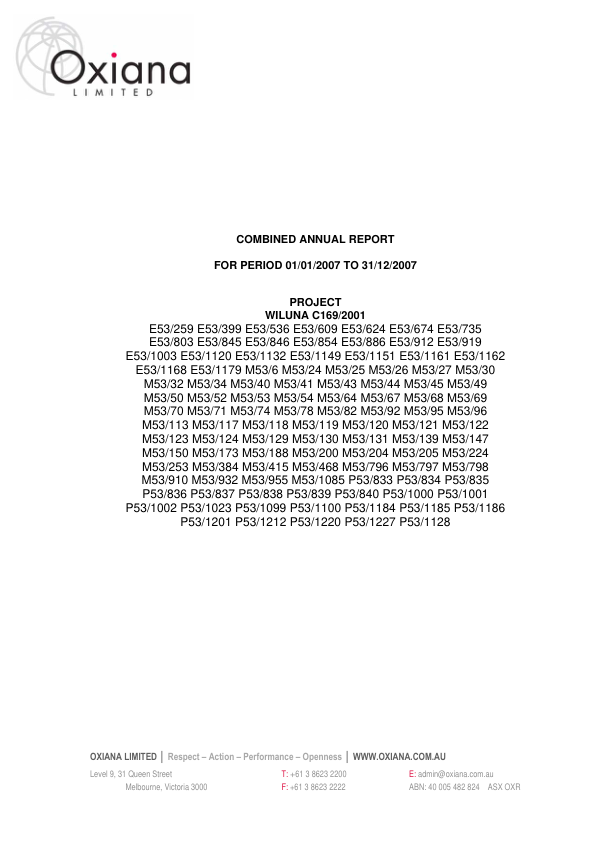 Oxiana
LIMITED
COMBINED ANNUAL REPORT
FOR PERIOD 01/01/2007 TO 31/12/2007
PROJECT
WILUNA C169/2001
E53/259 E53/399 E53/536 E53/609 E53/624 E53/674 E53/735
E53/803 E53/845 E53/846 E53/854 E53/886 E53/912 E53/919
E53/1003 E53/1120 E53/1132 E53/1149 E53/1151 E53/1161 E53/1162
E53/1168 E53/1179 M53/6 M53/24 M53/25 M53/26 M53/27 M53/30
M53/32 M53/34 M53/40 M53/41 M53/43 M53/44 M53/45 M53/49
M53/50 M53/52 M53/53 M53/54 M53/64 M53/67 M53/68 M53/69
M53/70 M53/71 M53/74 M53/78 M53/82 M53/92 M53/95 M53/96
M53/113 M53/117 M53/118 M53/119 M53/120 M53/121 M53/122
M53/123 M53/124 M53/129 M53/130 M53/131 M53/139 M53/147
M53/150 M53/173 M53/188 M53/200 M53/204 M53/205 M53/224
M53/253 M53/384 M53/415 M53/468 M53/796 M53/797 M53/798
M53/910 M53/932 M53/955 M53/1085 P53/833 P53/834 P53/835
P53/836 P53/837 P53/838 P53/839 P53/840 P53/1000 P53/1001
P53/1002 P53/1023 P53/1099 P53/1100 P53/1184 P53/1185 P53/1186
P53/1201 P53/1212 P53/1220 P53/1227 P53/1128
OXIANA LIMITED | Respect – Action – Performance – Openness | WWW.OXIANA.COM.AU
Level 9, 31 Queen Street T: +61 3 8623 2200 E: admin@oxiana.com.au
Melbourne, Victoria 3000 F: +61 3 8623 2222 ABN: 40 005 482 824 ASX OXR